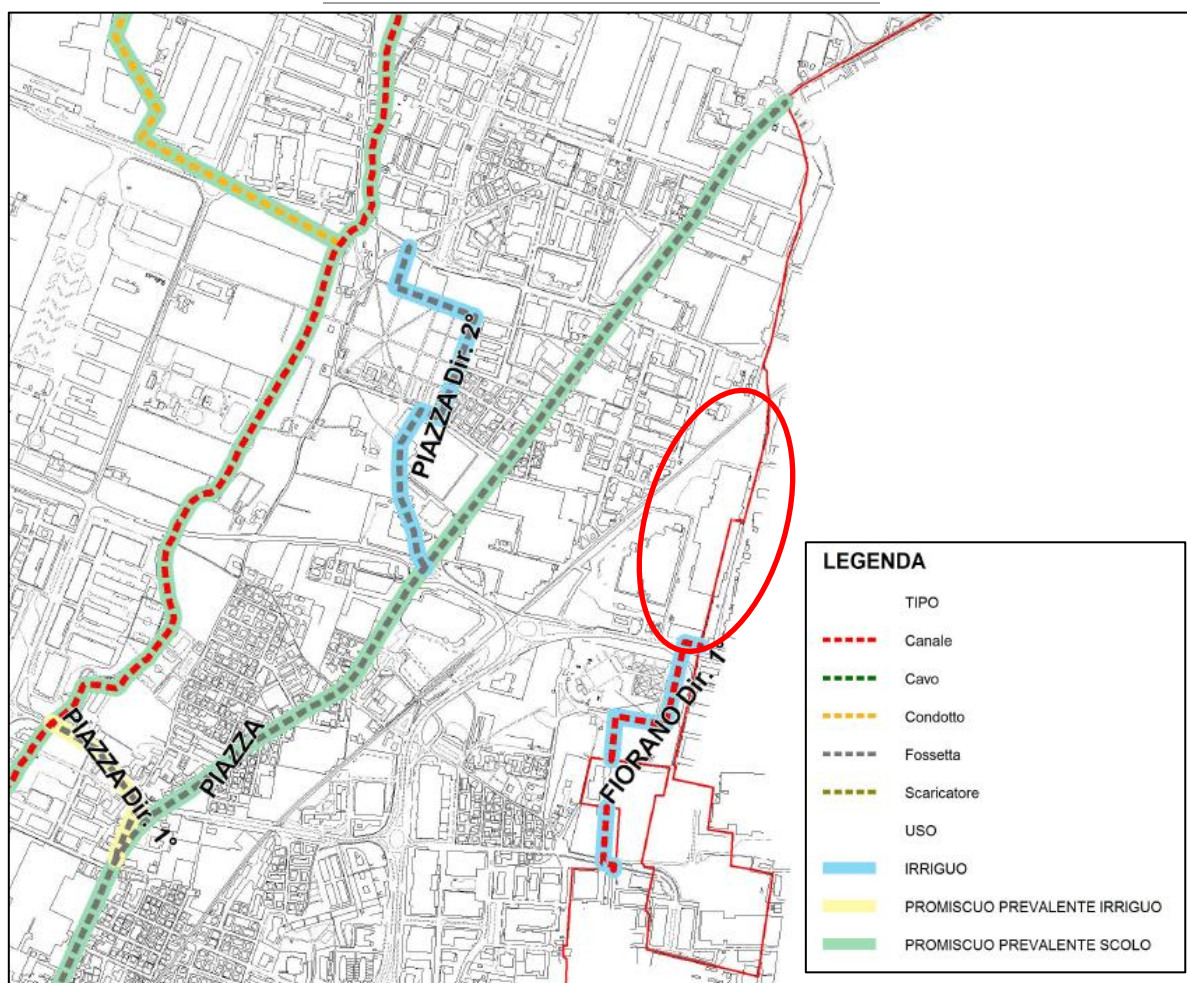 PIAZZA Dir. 2°
PIAZZA
PIAZZA Dir. 1°
FIORANO Dir. 1°
LEGENDA
TIPO
Canale
Cavo
Condotto
Fossetta
Scaricatore
USO
IRRIGUO
PROMISCUO PREVALENTE IRRIGUO
PROMISCUO PREVALENTE SCOLO